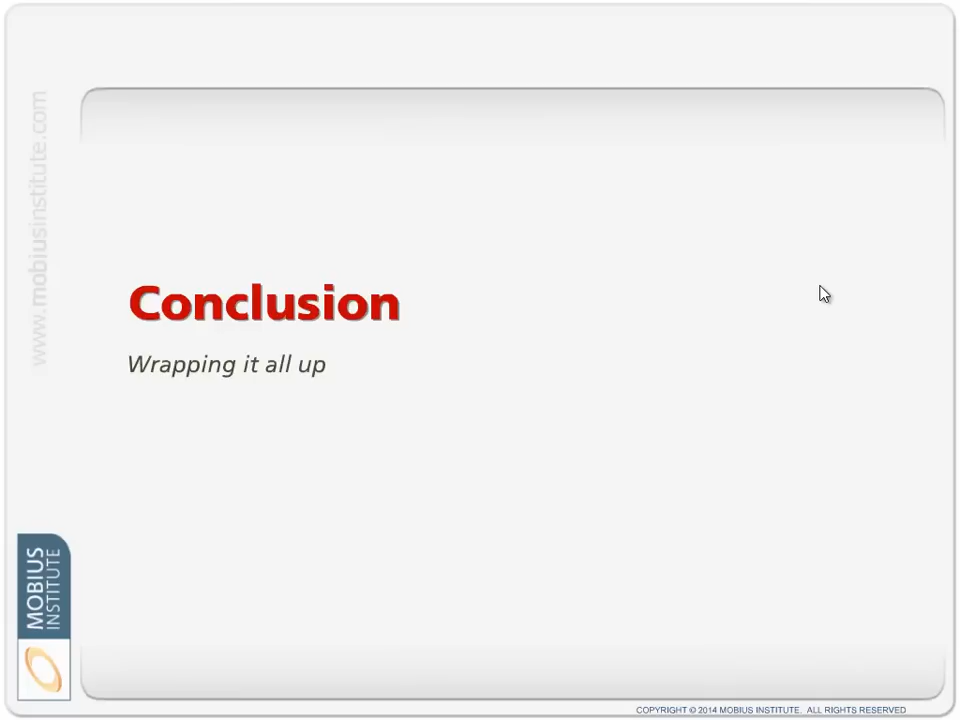 www.mobiusinstitute.com
Conclusion
Wrapping it all up
MOBIUS
INSTITUTE
COPYRIGHT © 2014 MOBIUS INSTITUTE. ALL RIGHTS RESERVED